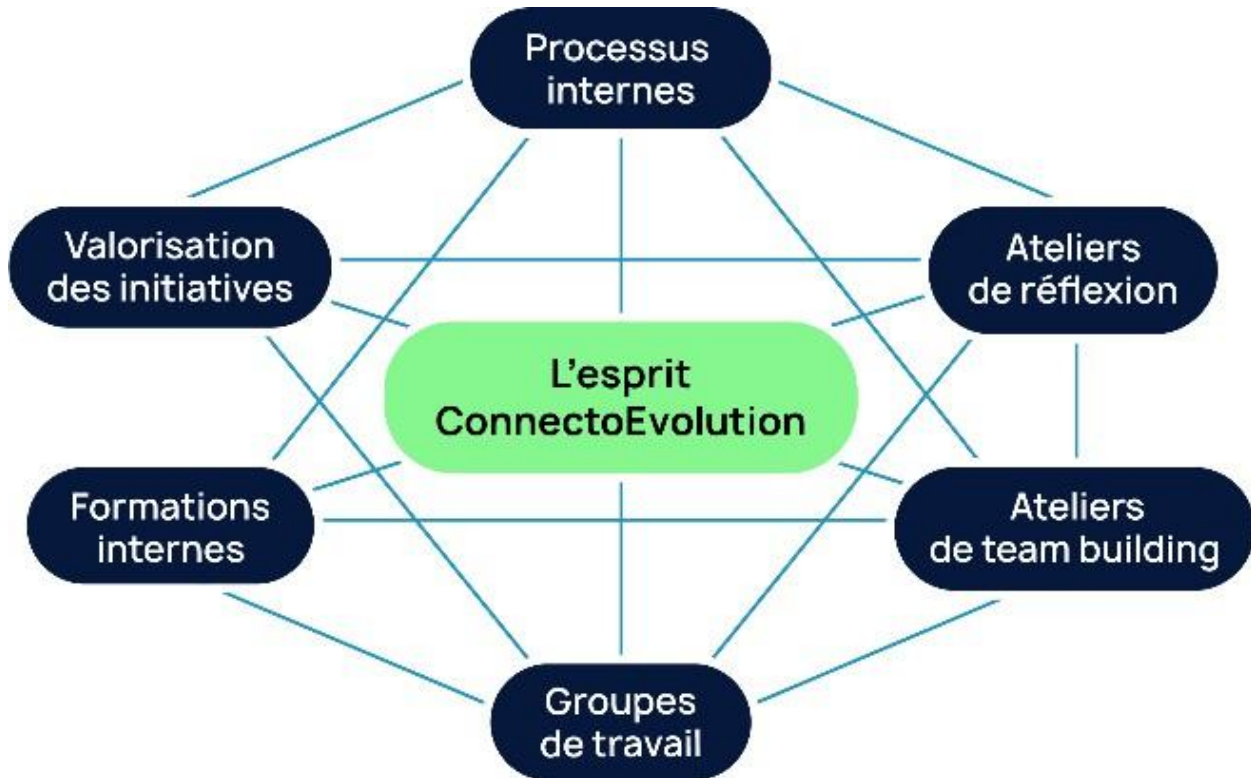 Processus
internes
Valorisation
des initiatives
Ateliers
de réflexion
L'esprit
ConnectoEvolution
Formations
internes
Ateliers
de team building
Groupes
de travail